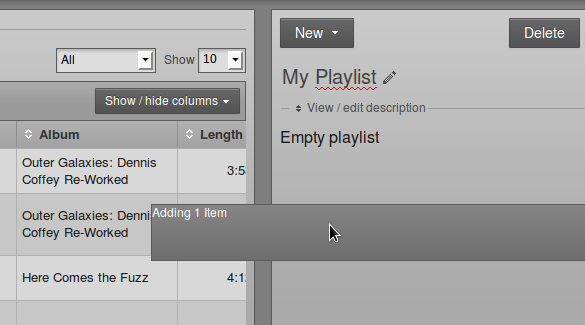 All
Show
10
Show / hide columns
Album
Length
Outer Galaxies: Dennis
Coffey Re-Worked
3:5
Outer Galaxies: Denni
Coffey Re-Worked
Here Comes the Fuzz
4:1
Adding 1 Item
New
Delete
My Playlist
View / edit description
Empty playlist